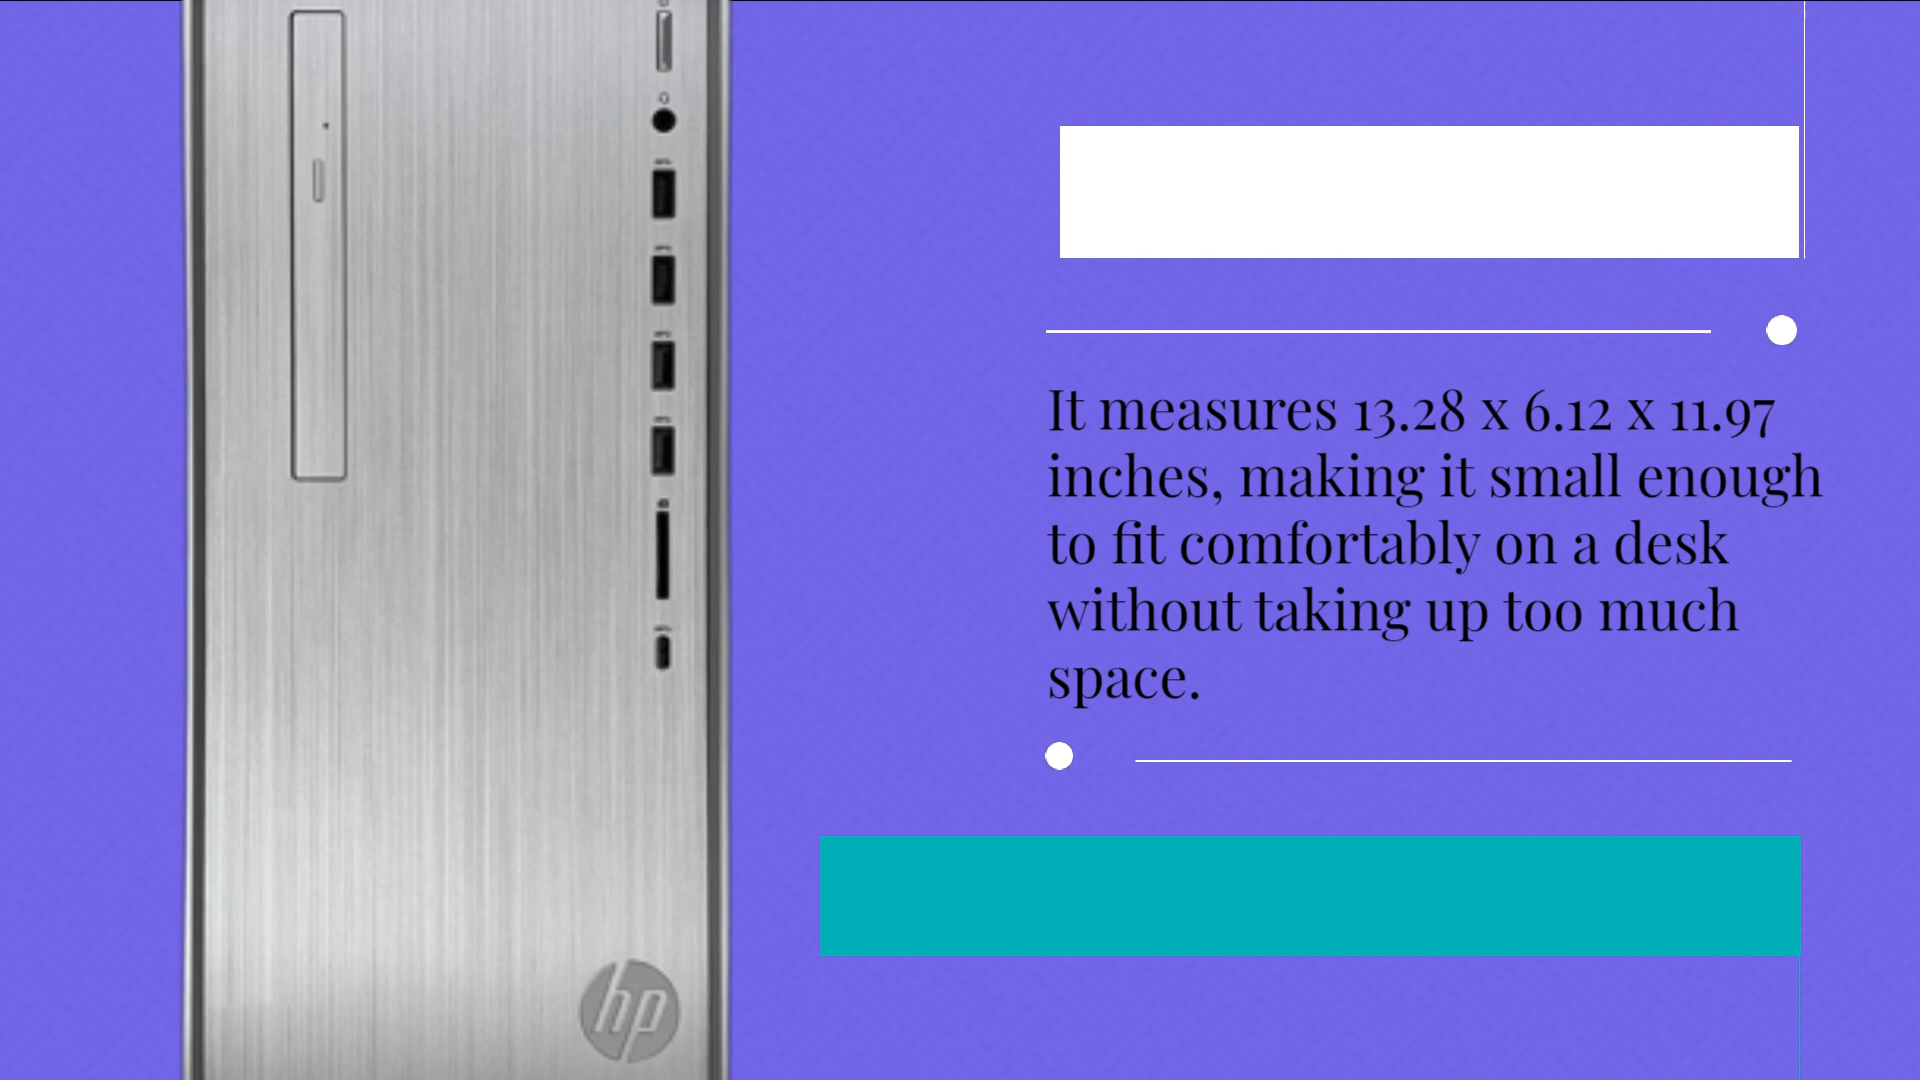 It measures 13.28 x 6.12 x 11.97
inches, making it small enough
to fit comfortably on a desk
without taking up too much
space.
hp